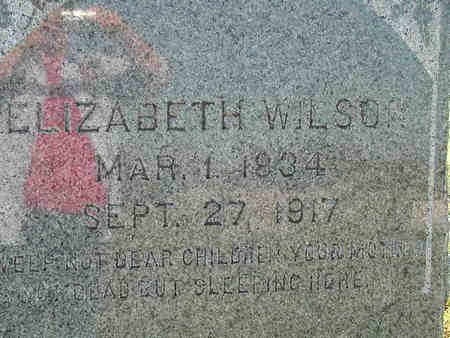 ELIZABETH WILSON
MAR. 1. 1834
SEPT. 27, 1917
WEEP NOT DEAR CHILDREN YOUR MOTHER
NOT DEAD BUT SLEEPING HERE.